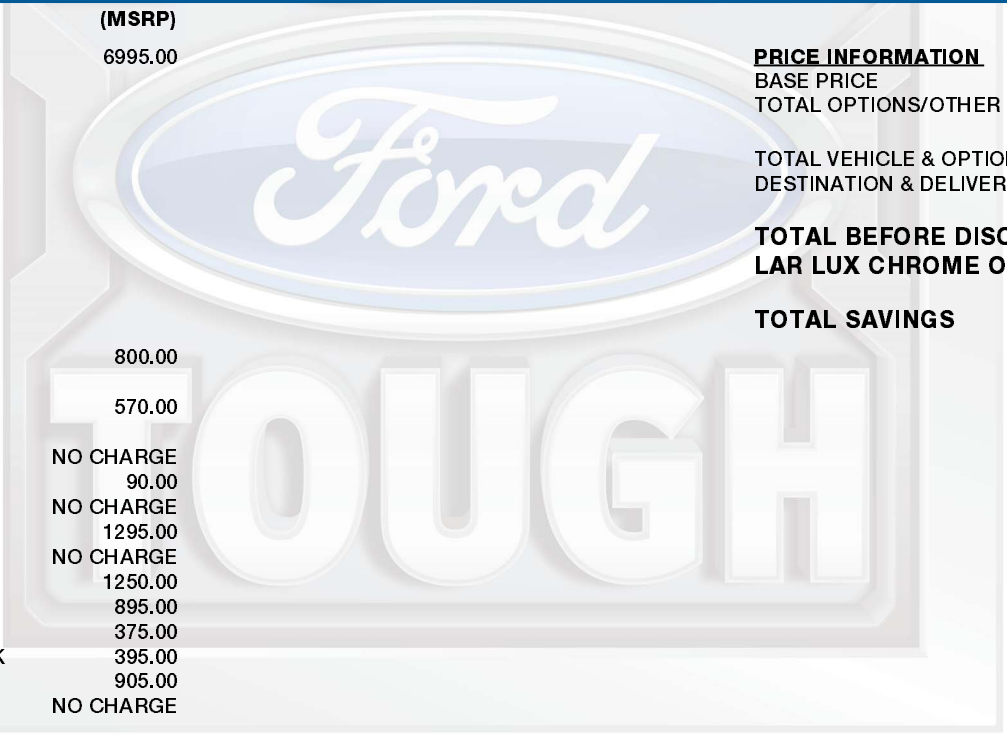 (MSRP)
6995.00
800.00
570.00
NO CHARGE
90.00
NO CHARGE
1295.00
NO CHARGE
1250.00
895.00
375.00
K 395.00
905.00
NO CHARGE
PRICE INFORMATION
BASE PRICE
TOTAL OPTIONS/OTHER
TOTAL VEHICLE & OPTIO
DESTINATION & DELIVER
TOTAL BEFORE DISC
LAR LUX CHROME O
TOTAL SAVINGS
Ford
TOUGH